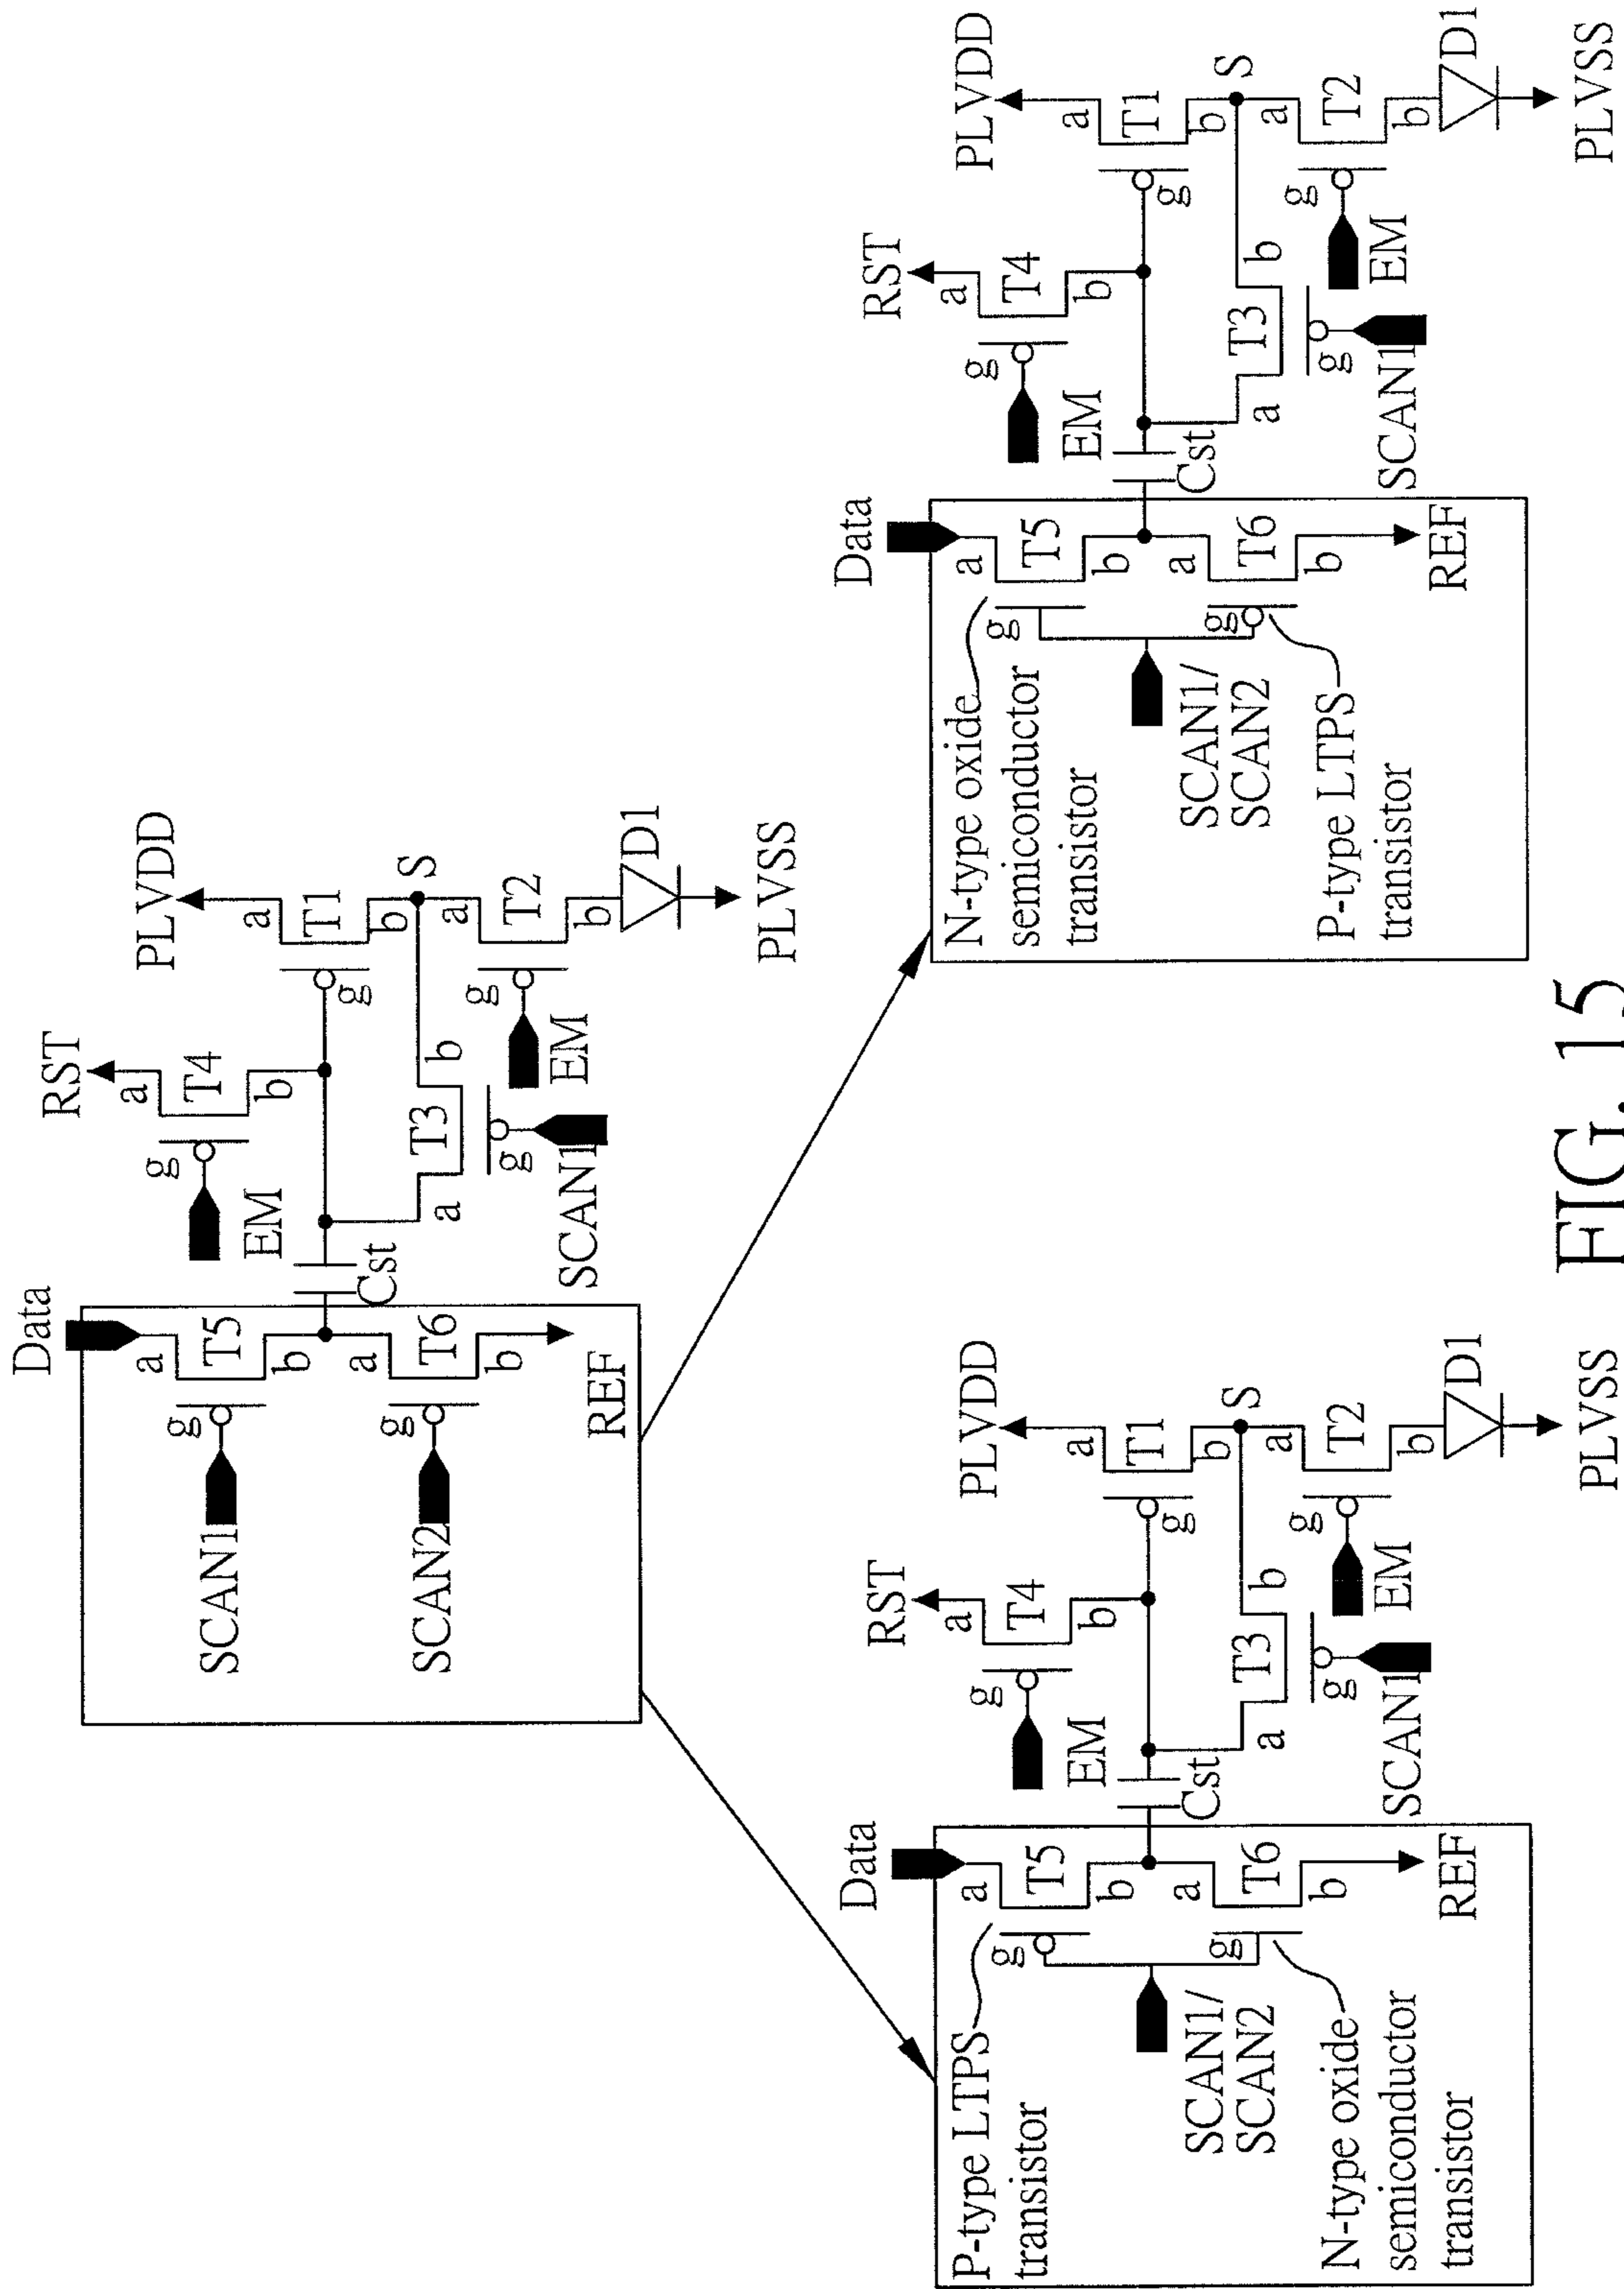 Data
RST
PLVDD
a
T5
b
g
SCAN1
a
T6
b
g
SCAN2
REF
Cst
a
T4
b
g
EM
a
T1
b
g
S
a
T3
b
g
SCAN1
a
T2
b
g
EM
D1
PLVSS
Data
RST
PLVDD
P-type LTPS
transistor
a
T5
b
g
SCAN1/
SCAN2
a
T6
b
g
N-type oxide
semiconductor
transistor
REF
Cst
a
T4
b
g
EM
a
T1
b
g
S
a
T3
b
g
SCAN1
a
T2
b
g
EM
D1
PLVSS
Data
RST
PLVDD
N-type oxide
semiconductor
transistor
a
T5
b
g
SCAN1/
SCAN2
a
T6
b
g
P-type LTPS
transistor
REF
Cst
a
T4
b
g
EM
a
T1
b
g
S
a
T3
b
g
SCAN1
a
T2
b
g
EM
D1
PLVSS
FIG. 15